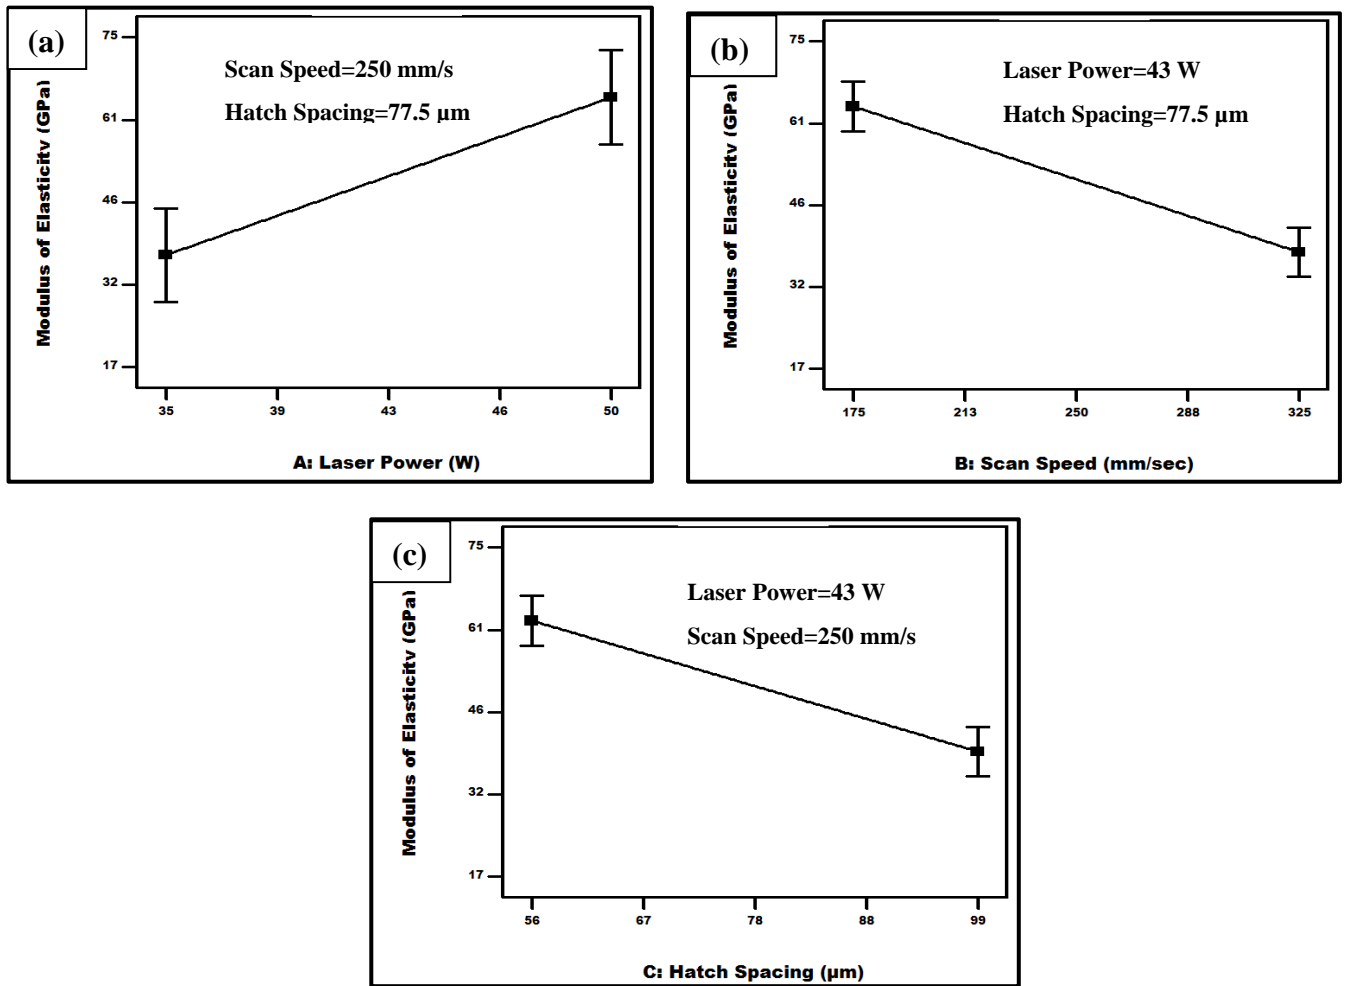 (a)
Scan Speed=250 mm/s
Hatch Spacing=77.5 µm
Modulus of Elasticity (GPa)
75
61
46
32
17
35 39 43 46 50
A: Laser Power (W)
(b)
Laser Power=43 W
Hatch Spacing=77.5 µm
Modulus of Elasticity (GPa)
75
61
46
32
17
175 213 250 288 325
B: Scan Speed (mm/sec)
(c)
Laser Power=43 W
Scan Speed=250 mm/s
Modulus of Elasticity (GPa)
75
61
46
32
17
56 67 78 88 99
C: Hatch Spacing (µm)